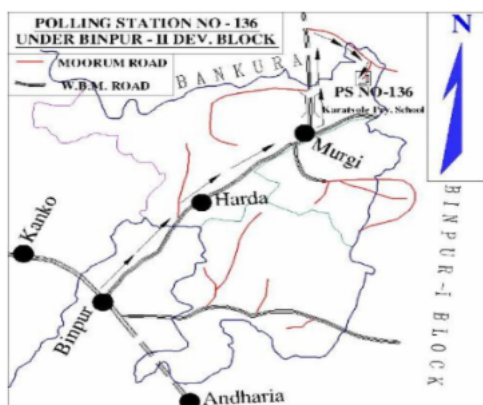 POLLING STATION NO - 136
UNDER BINPUR - II DEV. BLOCK
MOORUM ROAD
W.B.M. ROAD
N
BANKURA
PS NO-136
Karatvole Pry. School
Murgi
Harda
Kanko
Binpur
Andharia
BINPUR-I BLOCK